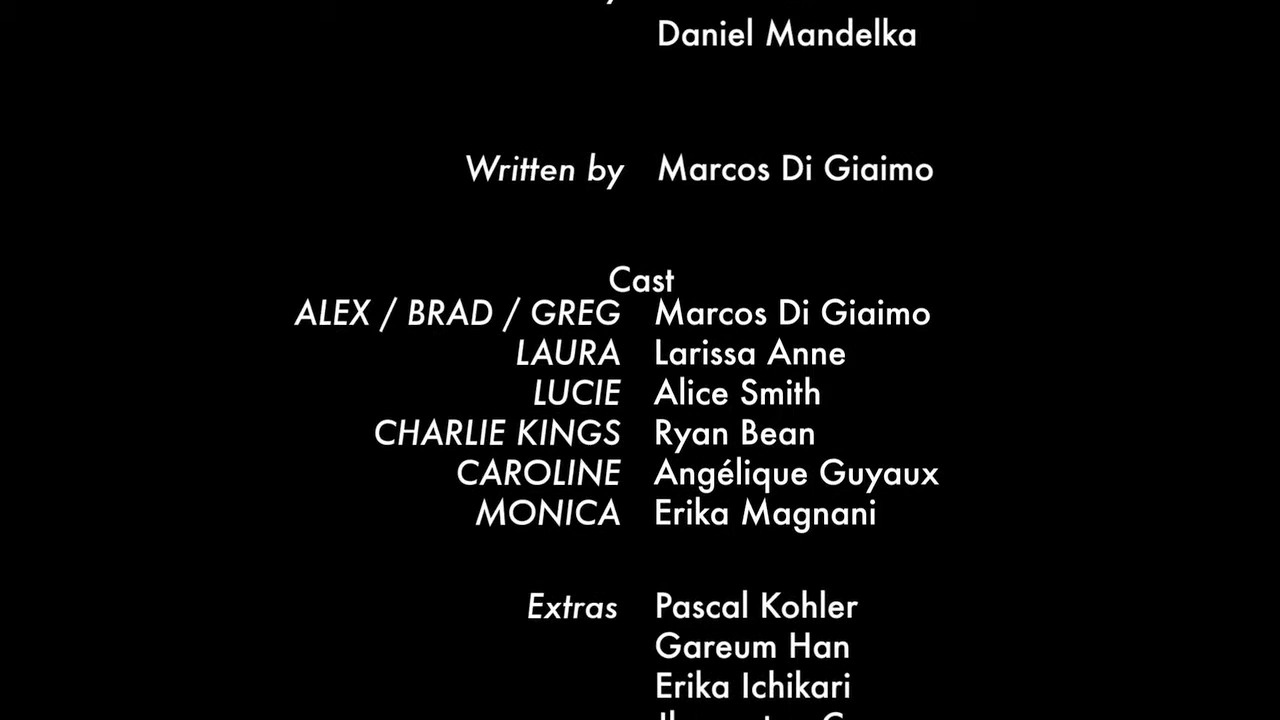 Daniel Mandelka
Written by Marcos Di Giaimo
Cast
ALEX / BRAD / GREG Marcos Di Giaimo
LAURA Larissa Anne
LUCIE Alice Smith
CHARLIE KINGS Ryan Bean
CAROLINE Angélique Guyaux
MONICA Erika Magnani
Extras Pascal Kohler
Gareum Han
Erika Ichikari